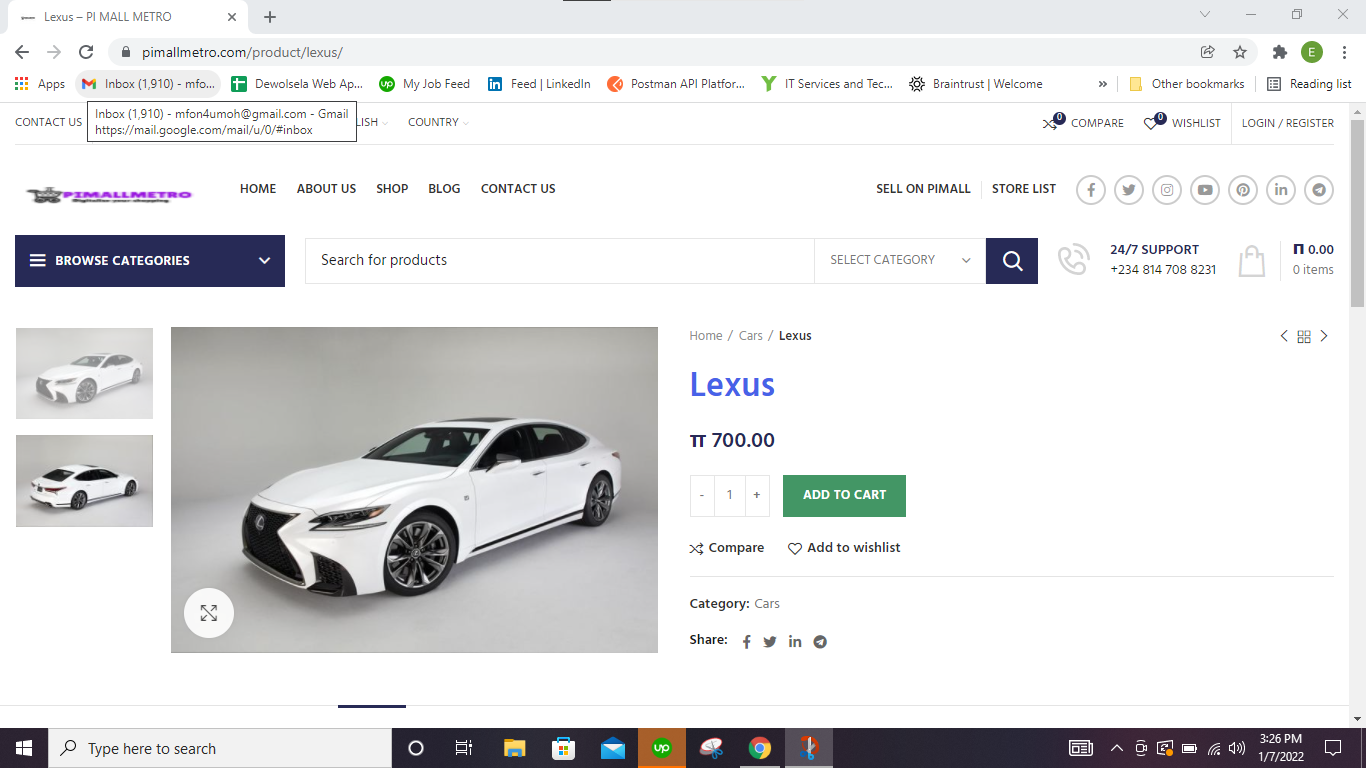 Lexus – PI MALL METRO
pimallmetro.com/product/lexus/
E
Apps
Inbox (1,910) - mfo...
Dewolsela Web Ap...
up
My Job Feed
in
Feed | LinkedIn
Postman API Platfor...
IT Services and Tec...
Braintrust | Welcome
»
Other bookmarks
Reading list
Inbox (1,910) - mfon4umoh@gmail.com - Gmail
https://mail.google.com/mail/u/0/#inbox
CONTACT US
LISH
COUNTRY
0
COMPARE
0
WISHLIST
LOGIN / REGISTER
PIMALLMETRO
HOME
ABOUT US
SHOP
BLOG
CONTACT US
SELL ON PIMALL
STORE LIST
BROWSE CATEGORIES
Search for products
SELECT CATEGORY
24/7 SUPPORT
+234 814 708 8231
π 0.00
0 items
Home / Cars / Lexus
Lexus
π 700.00
- 1 +
ADD TO CART
Compare
Add to wishlist
Category: Cars
Share:
Type here to search
up
3:26 PM
1/7/2022